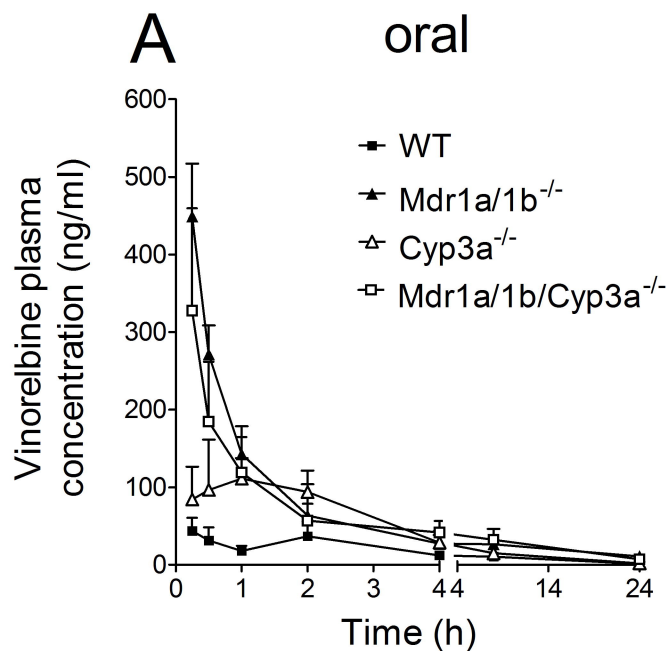 A oral
600
500
400
300
200
100
0
WT
Mdr1a/1b-/-
Cyp3a-/-
Mdr1a/1b/Cyp3a-/-
Vinorelbine plasma
concentration (ng/ml)
0 1 2 3 4 4 14 24
Time (h)